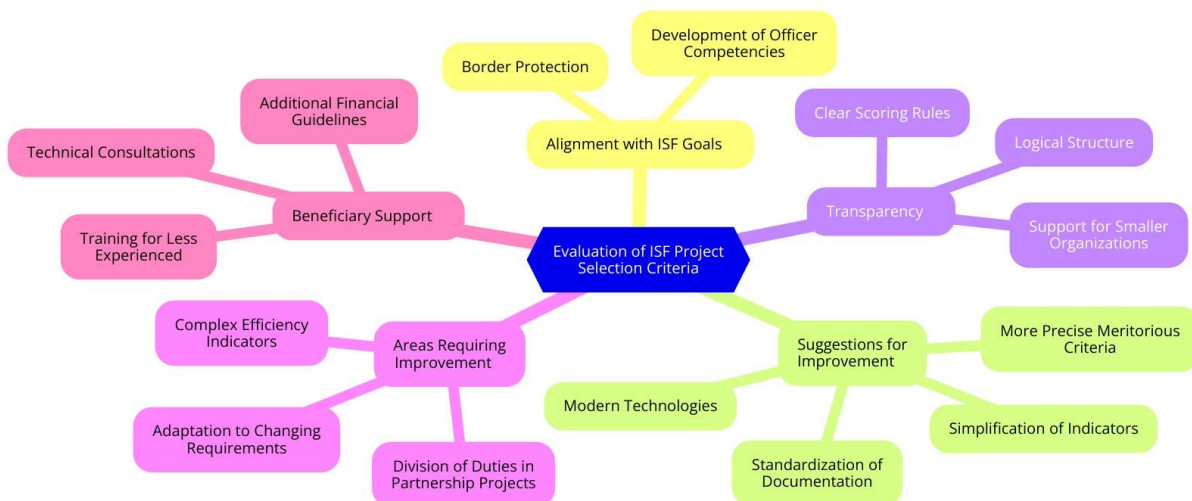 Development of Officer
Competencies
Border Protection
Alignment with ISF Goals
Additional Financial
Guidelines
Technical Consultations
Beneficiary Support
Training for Less
Experienced
Clear Scoring Rules
Logical Structure
Transparency
Support for Smaller
Organizations
Evaluation of ISF Project
Selection Criteria
Complex Efficiency
Indicators
Areas Requiring
Improvement
Adaptation to Changing
Requirements
Division of Duties in
Partnership Projects
Suggestions for
Improvement
More Precise Meritorious
Criteria
Modern Technologies
Simplification of Indicators
Standardization of
Documentation